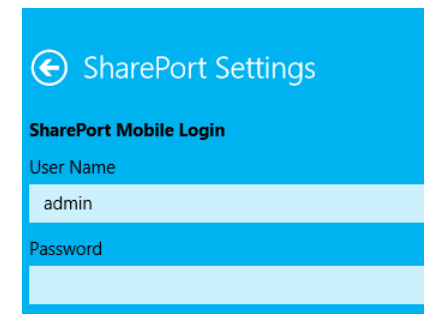 SharePort Settings
SharePort Mobile Login
User Name
admin
Password